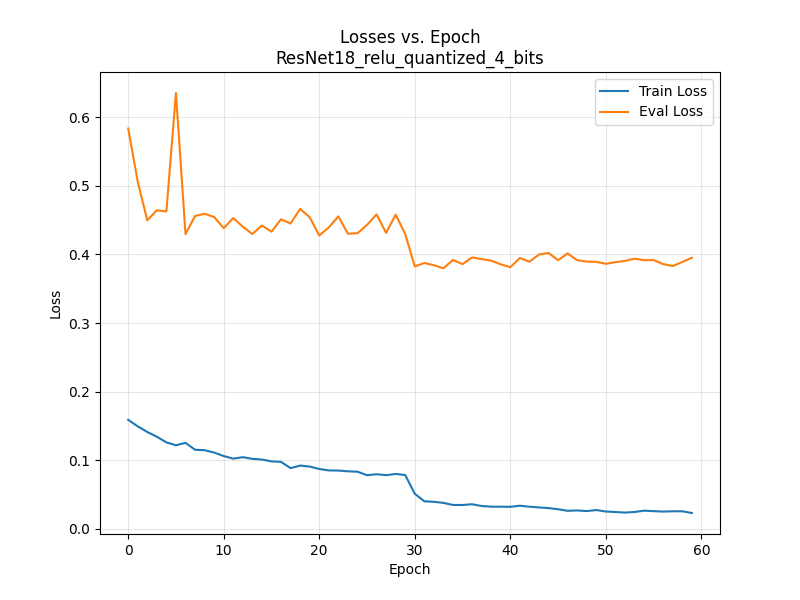 Losses vs. Epoch
ResNet18_relu_quantized_4_bits
Train Loss
Eval Loss
0.6
0.5
0.4
0.3
0.2
0.1
0.0
Loss
0 10 20 30 40 50 60
Epoch